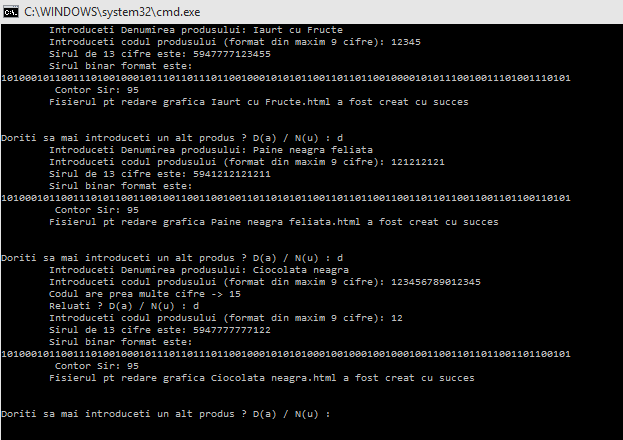 C:\WINDOWS\system32\cmd.exe
Introduceti Denumirea produsului: Iaurt cu Fructe
Introduceti codul produsului (format din maxim 9 cifre): 12345
Sirul de 13 cifre este: 5947777123455
Sirul binar format este:
10100010110011101001000101110110111011001000101010110011011011001000010101110010011101001110101
Contor Sir: 95
Fisierul pt redare grafica Iaurt cu Fructe.html a fost creat cu succes
Doriti sa mai introduceti un alt produs ? D(a) / N(u) : d
Introduceti Denumirea produsului: Paine neagra feliata
Introduceti codul produsului (format din maxim 9 cifre): 121212121
Sirul de 13 cifre este: 5941212121211
Sirul binar format este:
10100010110011101011001100100110011001001101101010110011011011001100110110110011001101100110101
Contor Sir: 95
Fisierul pt redare grafica Paine neagra feliata.html a fost creat cu succes
Doriti sa mai introduceti un alt produs ? D(a) / N(u) : d
Introduceti Denumirea produsului: Ciocolata neagra
Introduceti codul produsului (format din maxim 9 cifre): 123456789012345
Codul are prea multe cifre -> 15
Reluati ? D(a) / N(u) : d
Introduceti codul produsului (format din maxim 9 cifre): 12
Sirul de 13 cifre este: 5947777777122
Sirul binar format este:
10100010110011101001000101110110111011001000101010100010010001001000100110011011011001101100101
Contor Sir: 95
Fisierul pt redare grafica Ciocolata neagra.html a fost creat cu succes
Doriti sa mai introduceti un alt produs ? D(a) / N(u) :